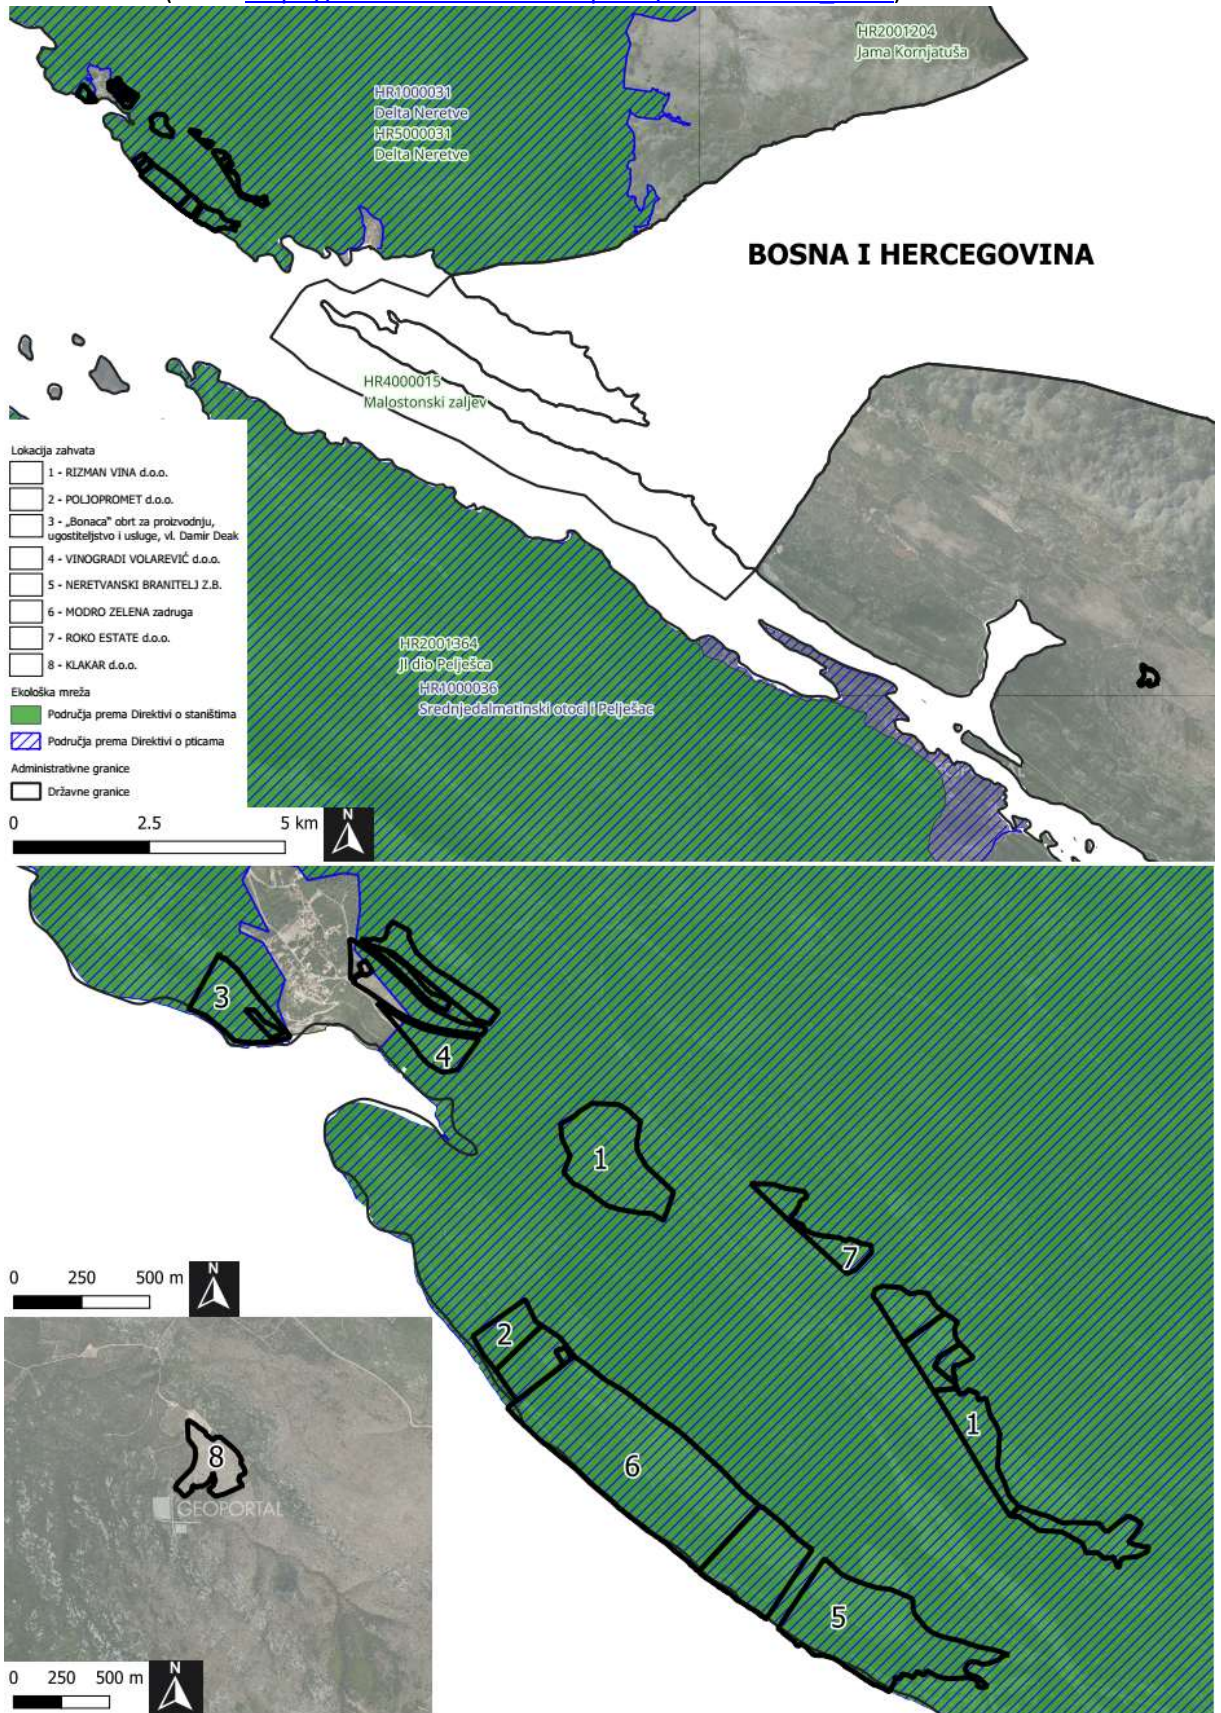 HR2001204
Jama Kornjatuša
HR1000031
Delta Neretve
HR5000031
Delta Neretve
BOSNA I HERCEGOVINA
HR4000015
Malostonski zaljev
HR2001364
JI dio Pelješca
HR1000036
Srednjedalmatinski otoci i Pelješac
Lokacija zahvata
1 - RIZMAN VINA d.o.o.
2 - POLJOPROMET d.o.o.
3 - „Bonaca“ obrt za proizvodnju,
ugostiteljstvo i usluge, vl. Damir Deak
4 - VINOGRADI VOLAREVIĆ d.o.o.
5 - NERETVANSKI BRANITELJ Z.B.
6 - MODRO ZELENA zadruga
7 - ROKO ESTATE d.o.o.
8 - KLAKAR d.o.o.
Ekološka mreža
Područja prema Direktivi o staništima
Područja prema Direktivi o pticama
Administrativne granice
Državne granice
0 2.5 5 km
N
3
4
1
7
2
1
6
5
0 250 500 m
N
8
GEOPORTAL
0 250 500 m
N